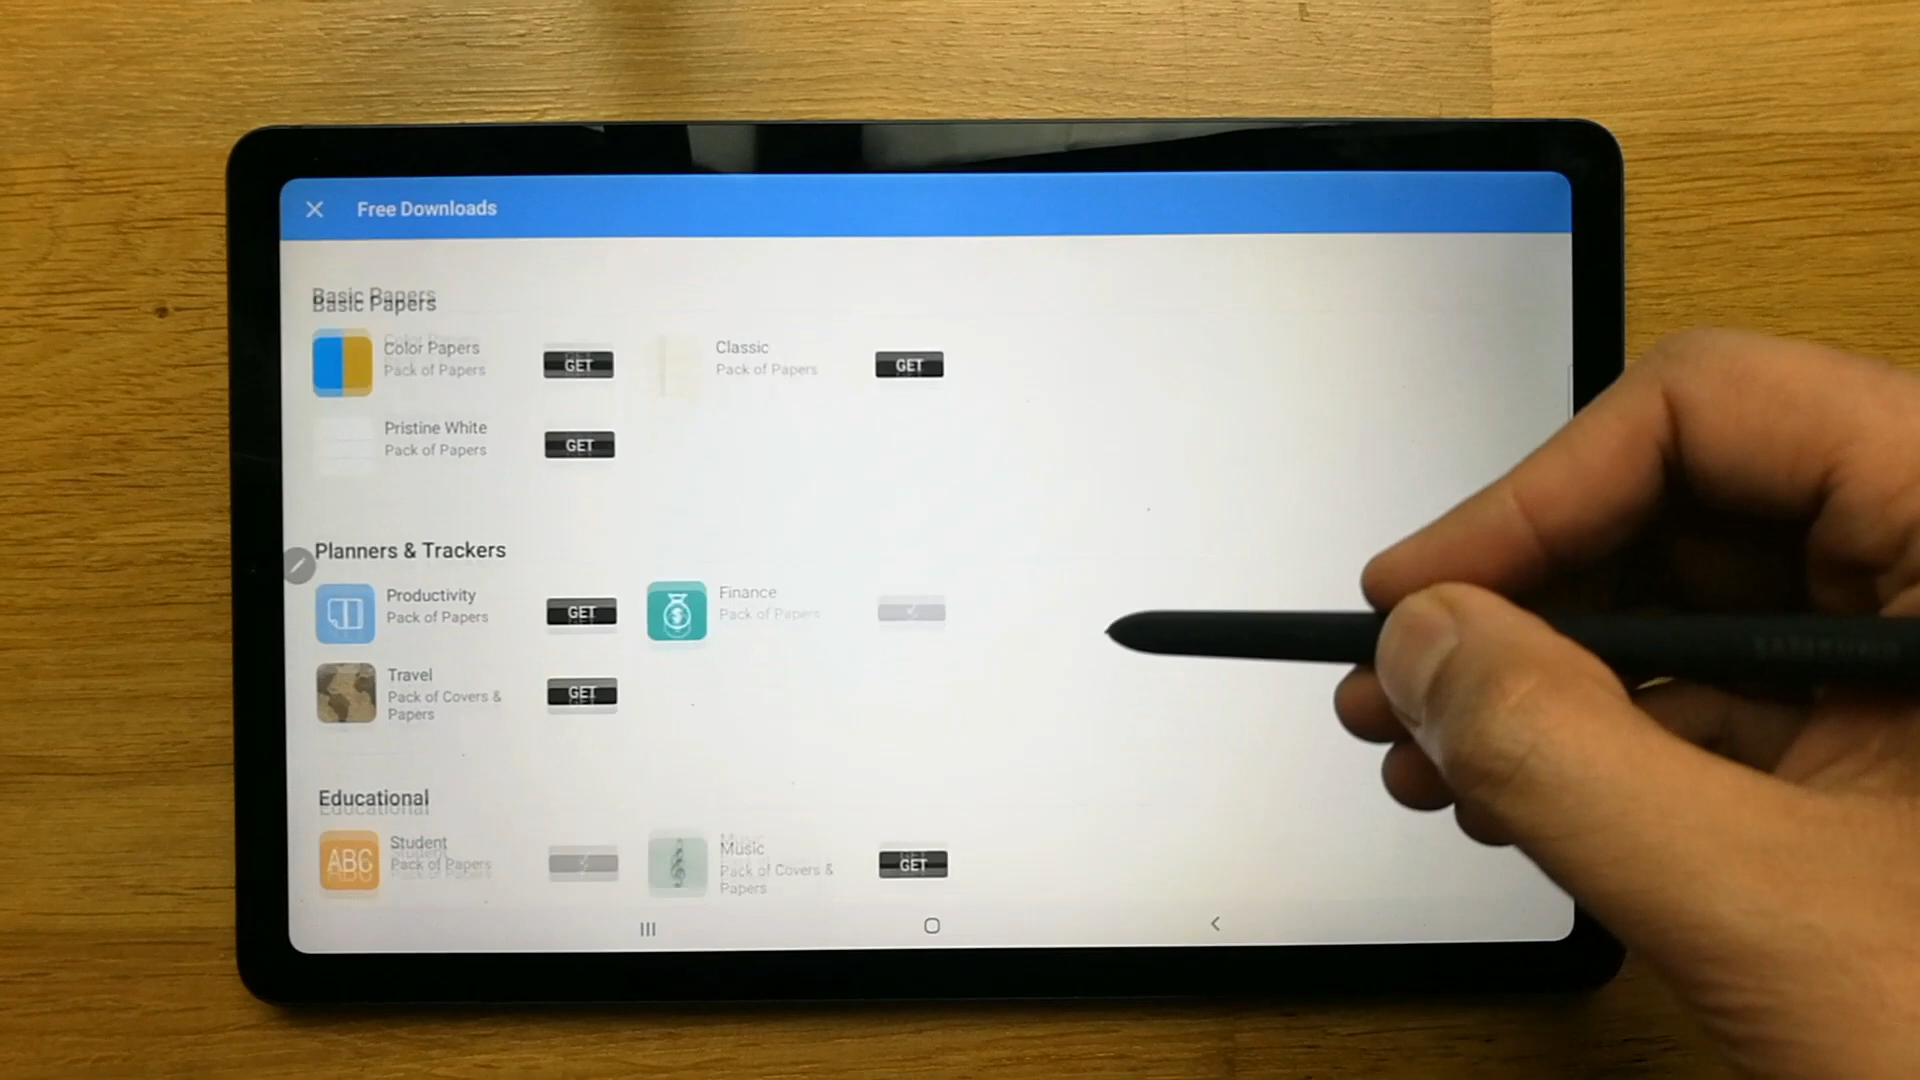 Free Downloads
Basic Papers
Color Papers
Pack of Papers
GET
Classic
Pack of Papers
GET
Pristine White
Pack of Papers
GET
Planners & Trackers
Productivity
Pack of Papers
GET
Finance
Pack of Papers
Travel
Pack of Covers &
Papers
GET
Educational
ABC
Student
Pack of Papers
Music
Pack of Covers &
Papers
GET